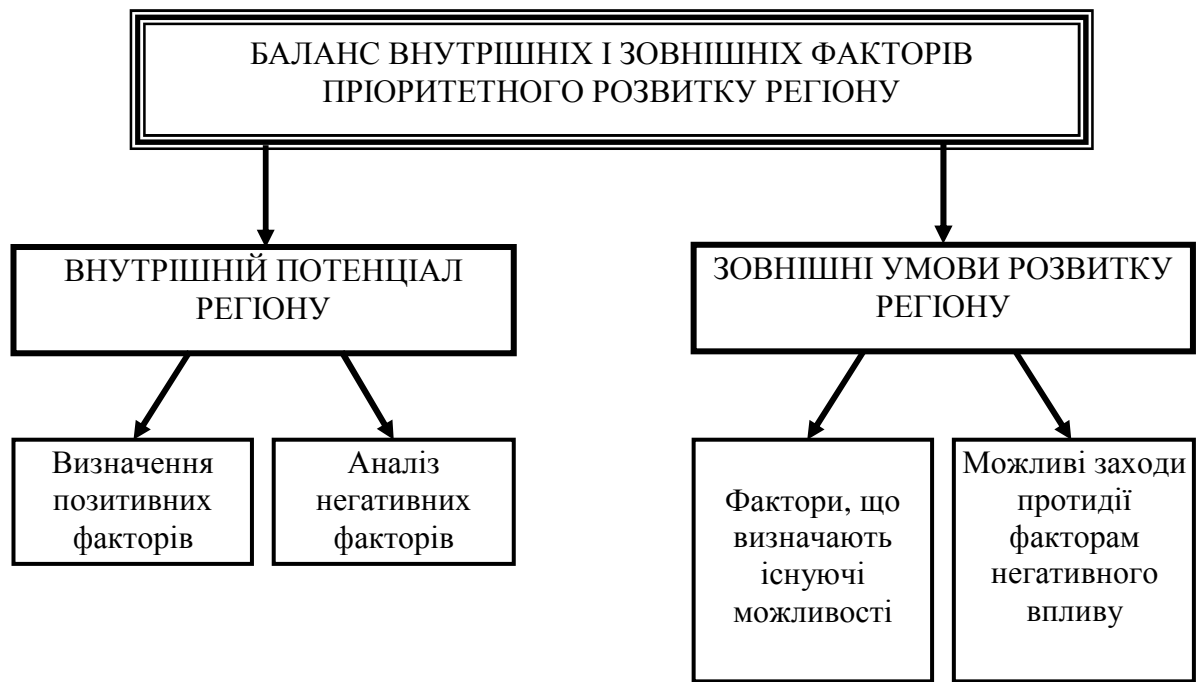 БАЛАНС ВНУТРІШНІХ І ЗОВНІШНІХ ФАКТОРІВ
ПРІОРИТЕТНОГО РОЗВИТКУ РЕГІОНУ
ВНУТРІШНІЙ ПОТЕНЦІАЛ
РЕГІОНУ
ЗОВНІШНІ УМОВИ РОЗВИТКУ
РЕГІОНУ
Визначення
позитивних
факторів
Аналіз
негативних
факторів
Фактори, що
визначають
існуючі
можливості
Можливі заходи
протидії
факторам
негативного
впливу